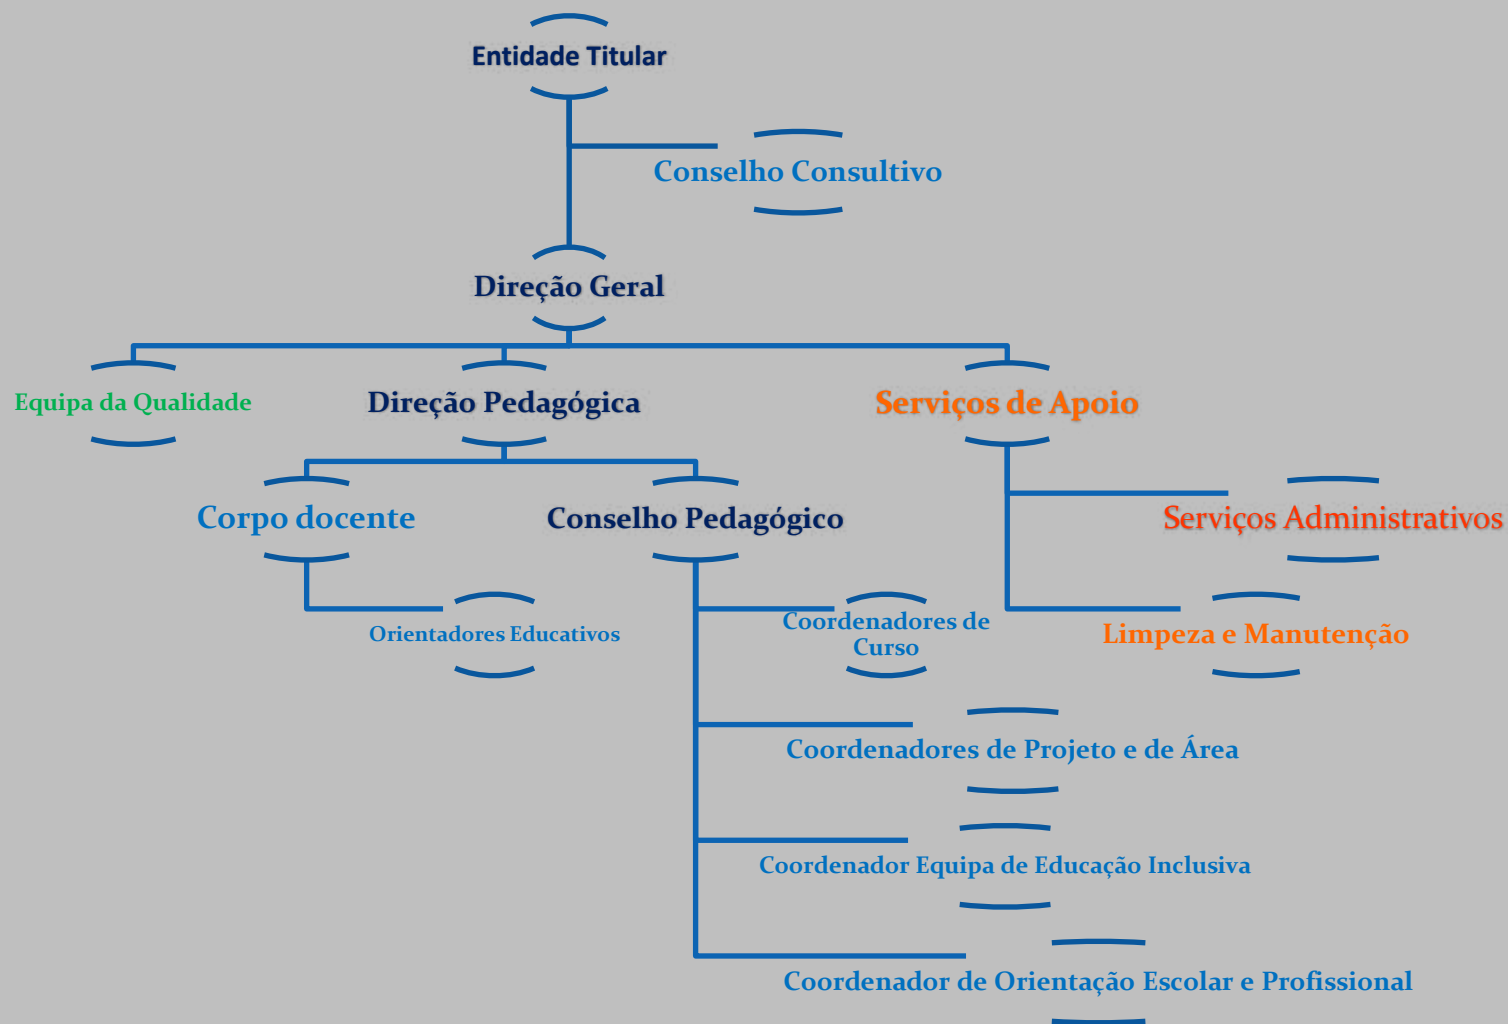 Entidade Titular
Conselho Consultivo
Direção Geral
Equipa da Qualidade
Direção Pedagógica
Serviços de Apoio
Corpo docente
Conselho Pedagógico
Serviços Administrativos
Orientadores Educativos
Coordenadores de
Curso
Limpeza e Manutenção
Coordenadores de Projeto e de Área
Coordenador Equipa de Educação Inclusiva
Coordenador de Orientação Escolar e Profissional